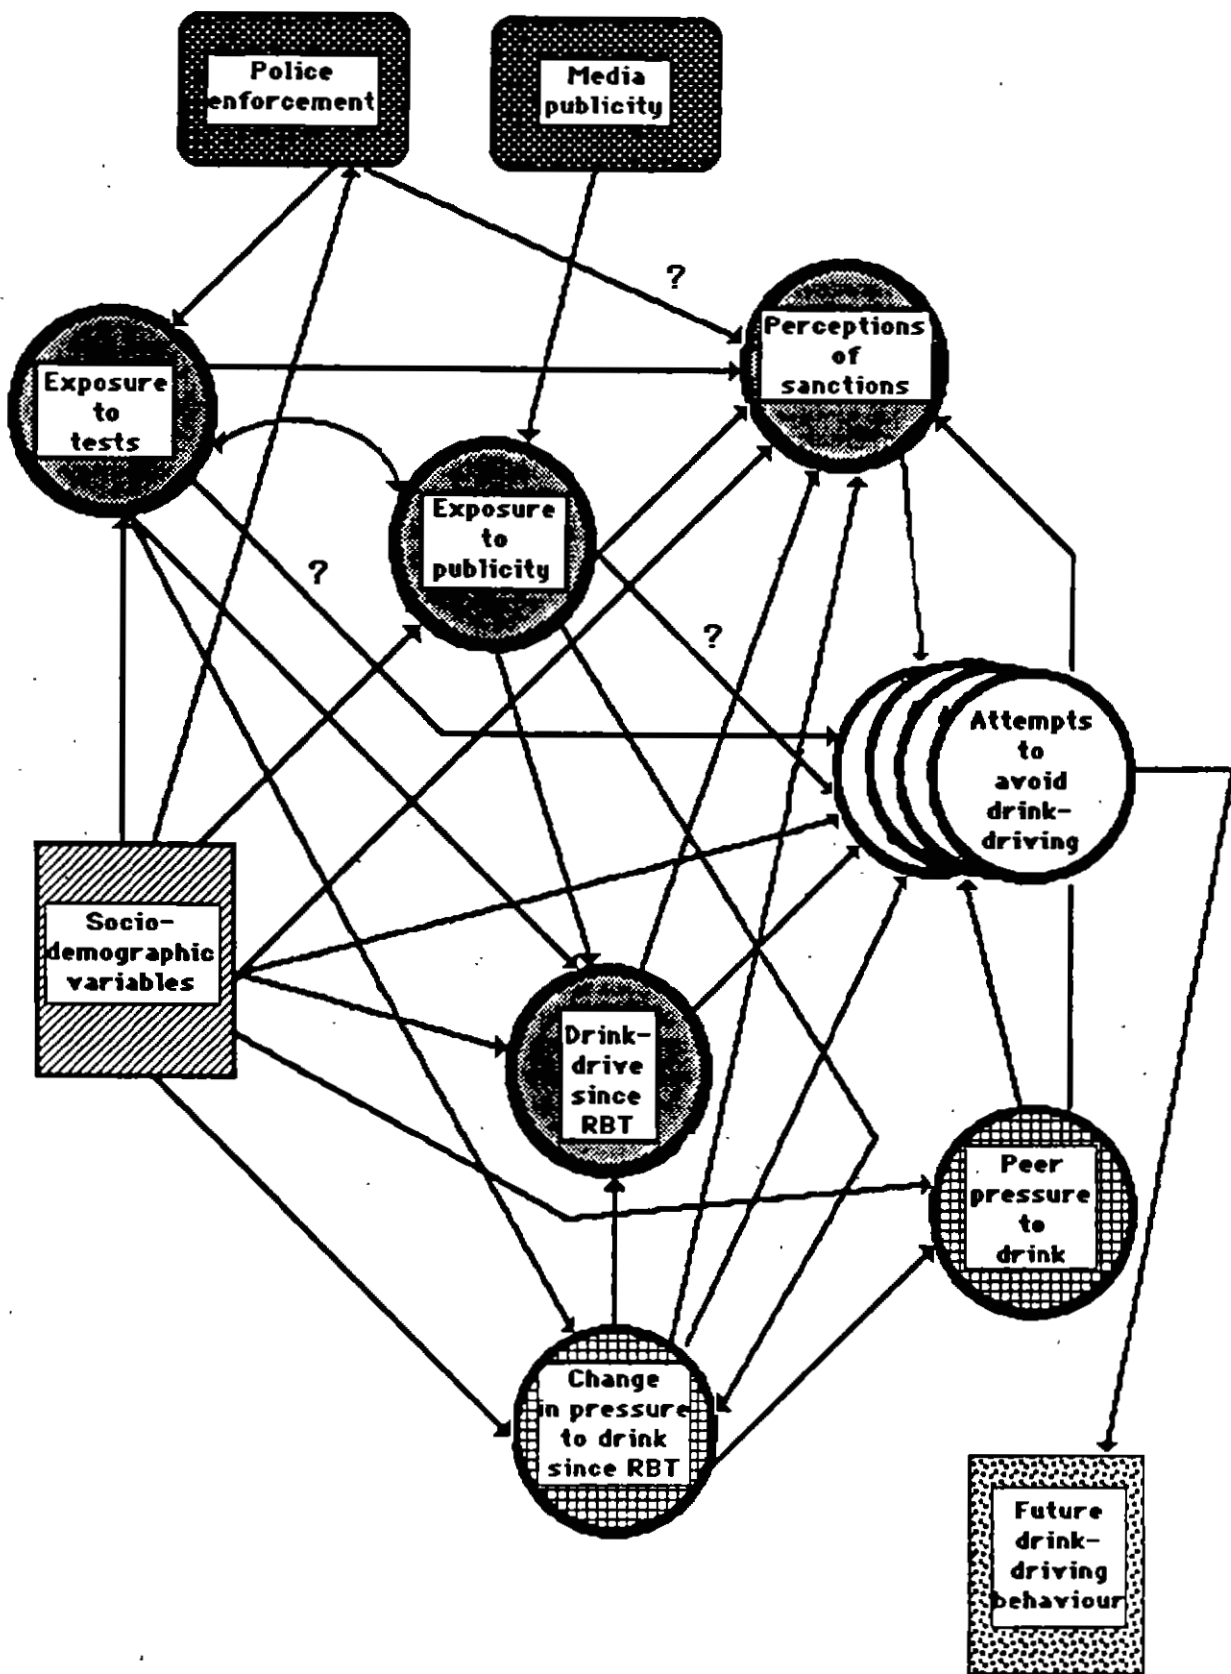 Police
enforcement
Media
publicity
?
Perceptions
of
sanctions
Exposure
to
tests
Exposure
to
publicity
?
?
Attempts
to
avoid
drink-
driving
Socio-
demographic
variables
Drink-
drive
since
RBT
Peer
pressure
to
drink
Change
in pressure
to drink
since RBT
Future
drink-
driving
behaviour